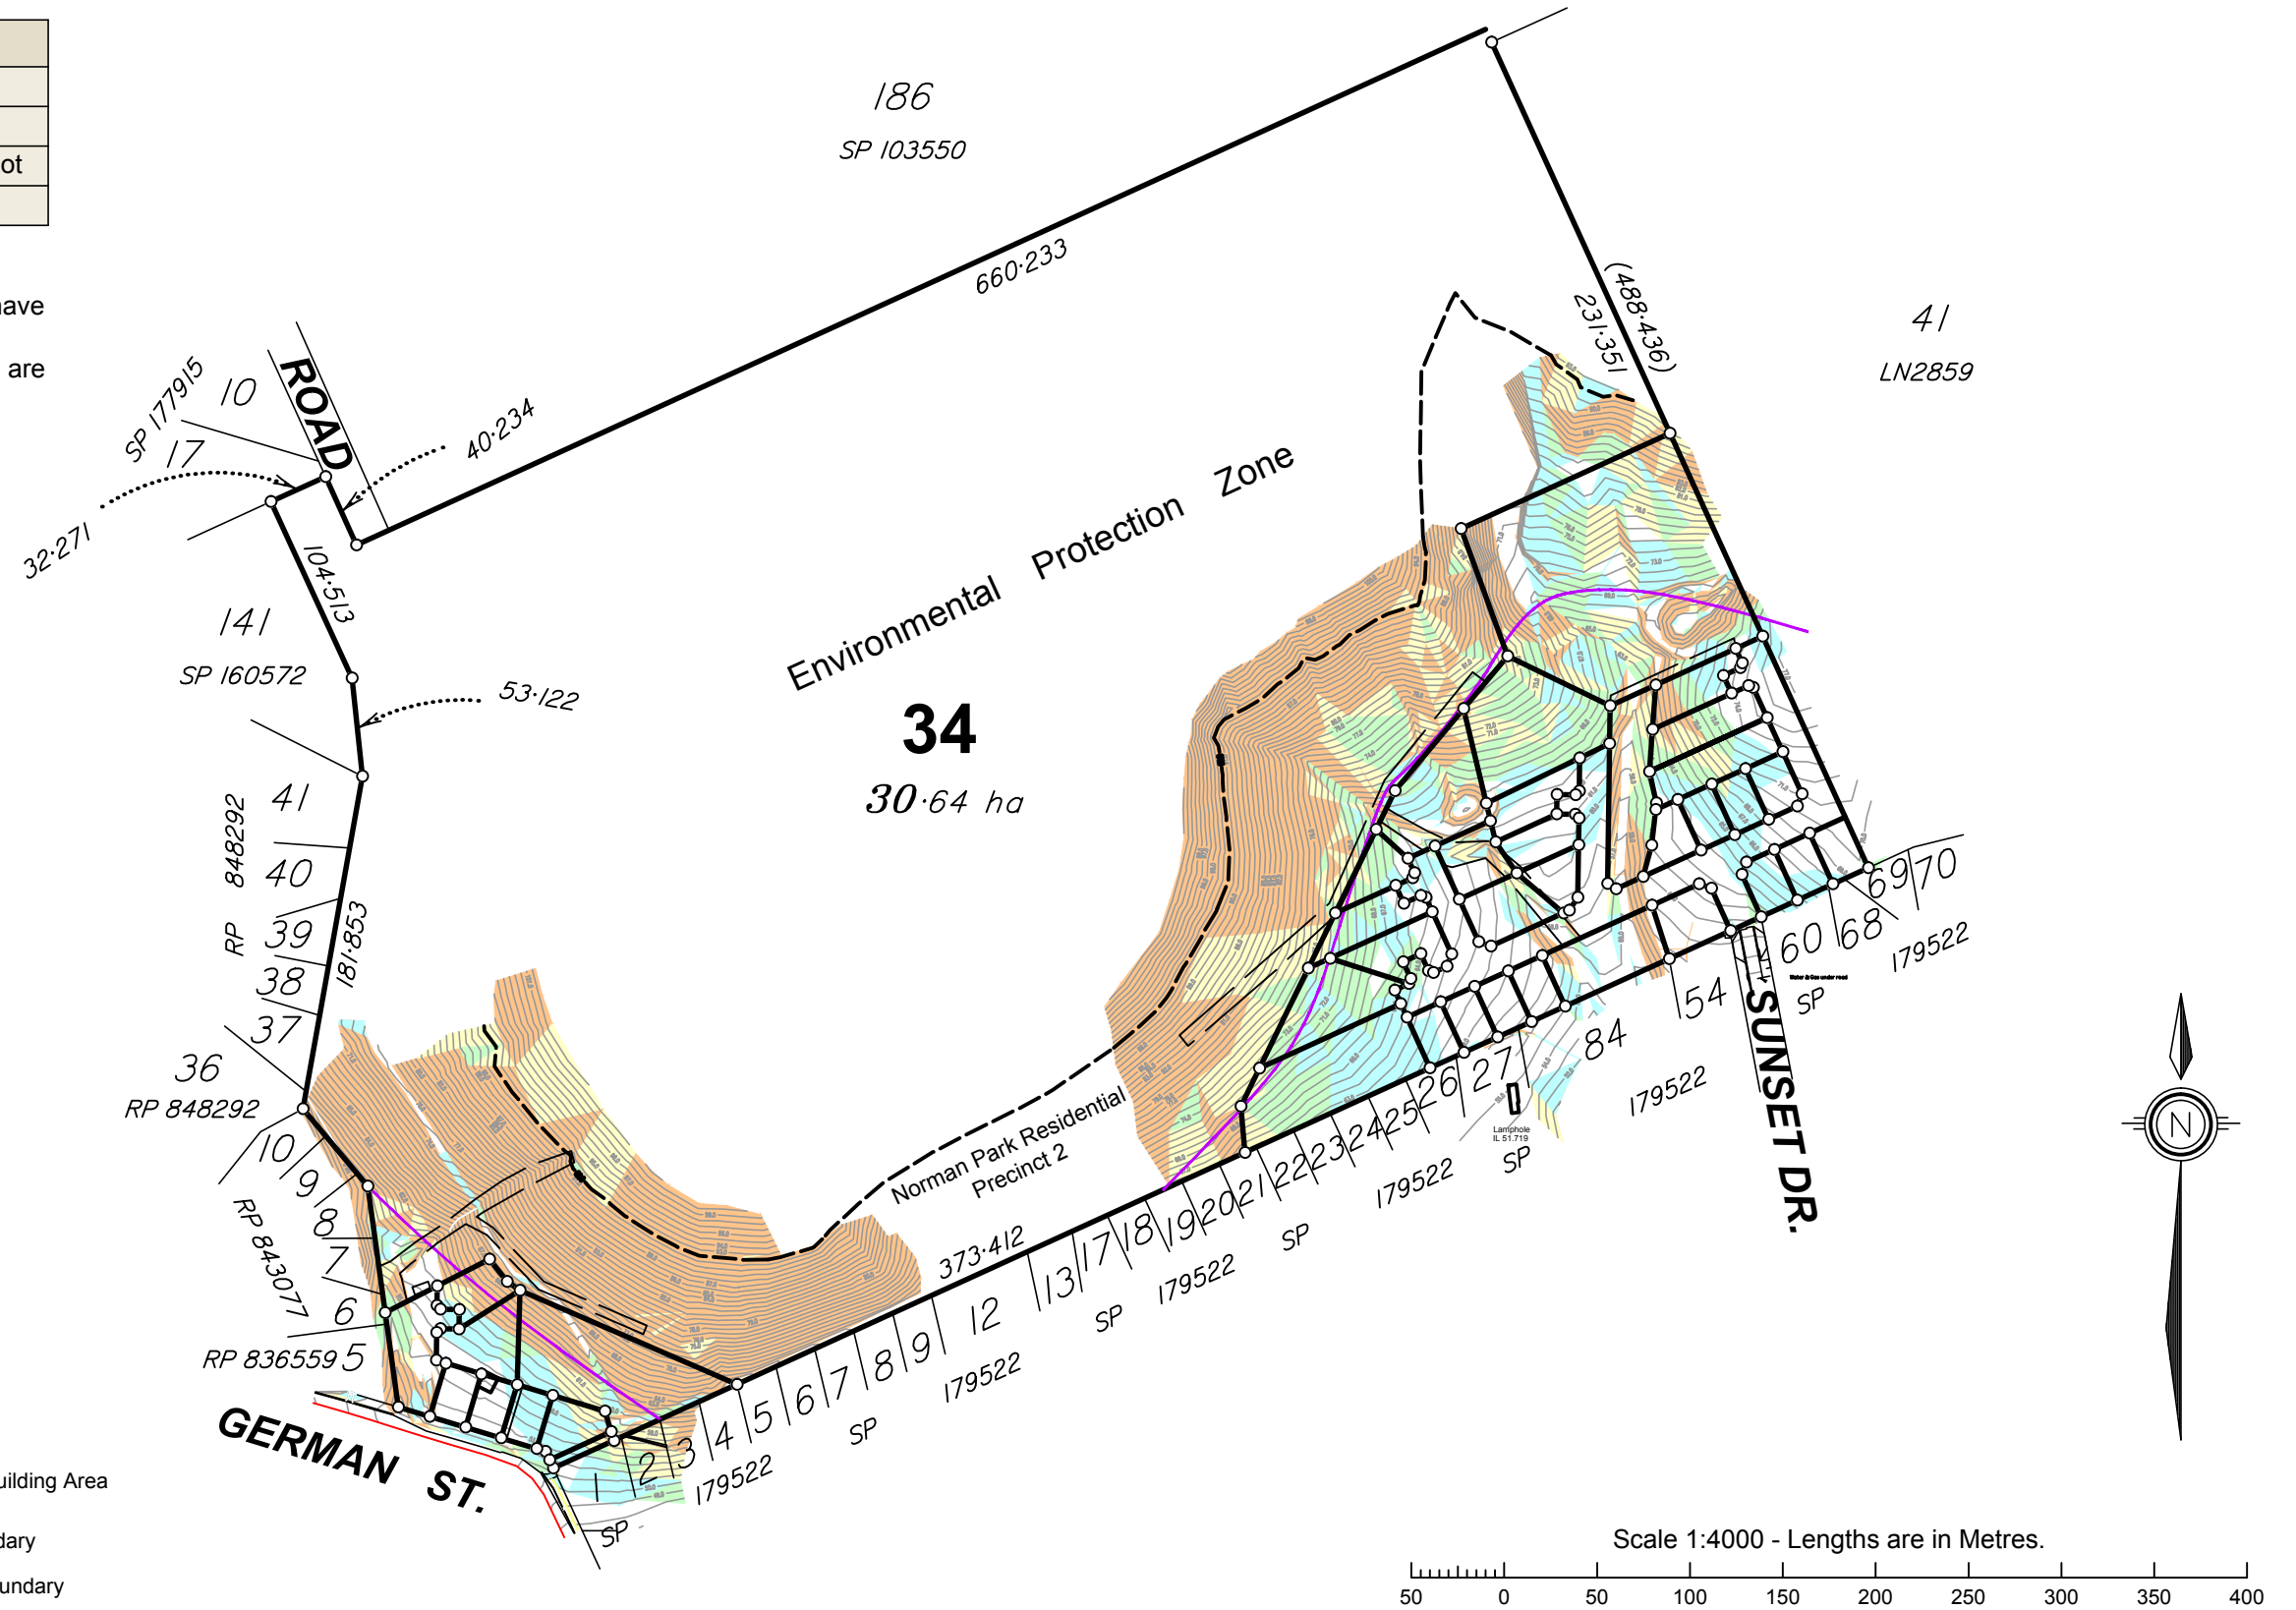 ot
have
are
186
SP 103550
660·233
(488·436)
231·351
41
LN2859
ROAD
10
SP 177915
17
40·234
32·271
104·513
141
SP 160572
53·122
Environmental Protection Zone
34
30·64 ha
41
40
39
38
37
RP 848292
181·853
36
RP 848292
10
9
8
7
6
5
RP 843077
RP 836559
GERMAN ST.
Norman Park Residential
Precinct 2
373·412
1
2
3
4
5
6
7
8
9
12
13
17
18
19
20
21
22
23
24
25
26
27
84
54
60
68
69
70
SP 179522
SP 179522
SP 179522
SP 179522
SP 179522
SP 179522
Lamphole
IL 51.719
Water & Gas under road
SUNSET DR.
N
uilding Area
dary
undary
Scale 1:4000 - Lengths are in Metres.
50 0 50 100 150 200 250 300 350 400